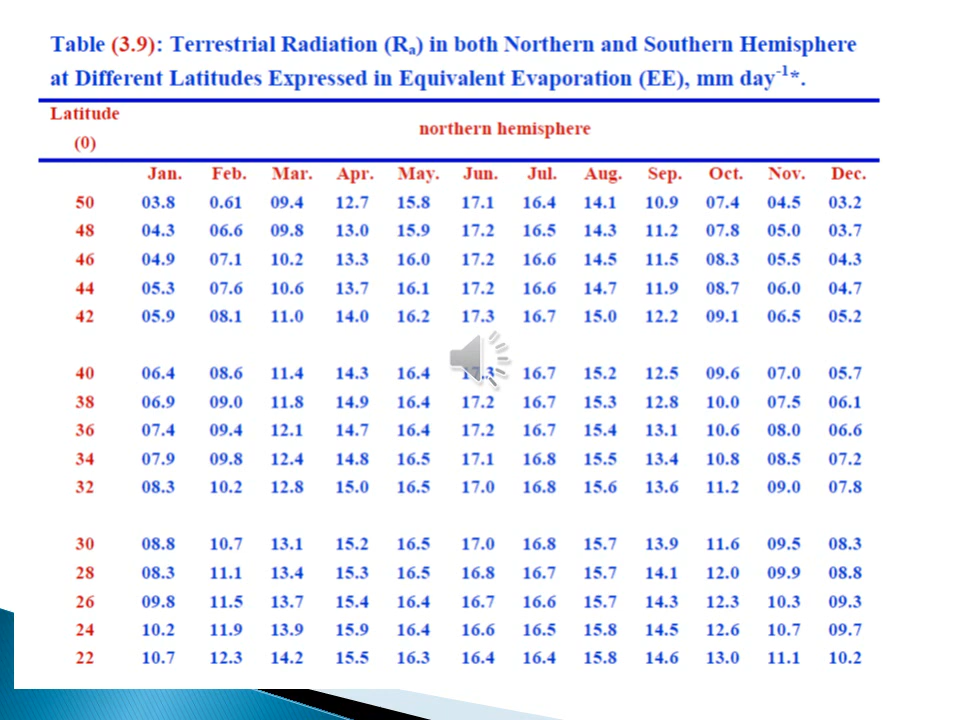 Table (3.9): Terrestrial Radiation (Ra) in both Northern and Southern Hemisphere
at Different Latitudes Expressed in Equivalent Evaporation (EE), mm day-1*.
Latitude
(0)
northern hemisphere
Jan. Feb. Mar. Apr. May. Jun. Jul. Aug. Sep. Oct. Nov. Dec.
50 03.8 0.61 09.4 12.7 15.8 17.1 16.4 14.1 10.9 07.4 04.5 03.2
48 04.3 06.6 09.8 13.0 15.9 17.2 16.5 14.3 11.2 07.8 05.0 03.7
46 04.9 07.1 10.2 13.3 16.0 17.2 16.6 14.5 11.5 08.3 05.5 04.3
44 05.3 07.6 10.6 13.7 16.1 17.2 16.6 14.7 11.9 08.7 06.0 04.7
42 05.9 08.1 11.0 14.0 16.2 17.3 16.7 15.0 12.2 09.1 06.5 05.2
40 06.4 08.6 11.4 14.3 16.4 16.7 15.2 12.5 09.6 07.0 05.7
38 06.9 09.0 11.8 14.9 16.4 17.2 16.7 15.3 12.8 10.0 07.5 06.1
36 07.4 09.4 12.1 14.7 16.4 17.2 16.7 15.4 13.1 10.6 08.0 06.6
34 07.9 09.8 12.4 14.8 16.5 17.1 16.8 15.5 13.4 10.8 08.5 07.2
32 08.3 10.2 12.8 15.0 16.5 17.0 16.8 15.6 13.6 11.2 09.0 07.8
30 08.8 10.7 13.1 15.2 16.5 17.0 16.8 15.7 13.9 11.6 09.5 08.3
28 08.3 11.1 13.4 15.3 16.5 16.8 16.7 15.7 14.1 12.0 09.9 08.8
26 09.8 11.5 13.7 15.4 16.4 16.7 16.6 15.7 14.3 12.3 10.3 09.3
24 10.2 11.9 13.9 15.9 16.4 16.6 16.5 15.8 14.5 12.6 10.7 09.7
22 10.7 12.3 14.2 15.5 16.3 16.4 16.4 15.8 14.6 13.0 11.1 10.2